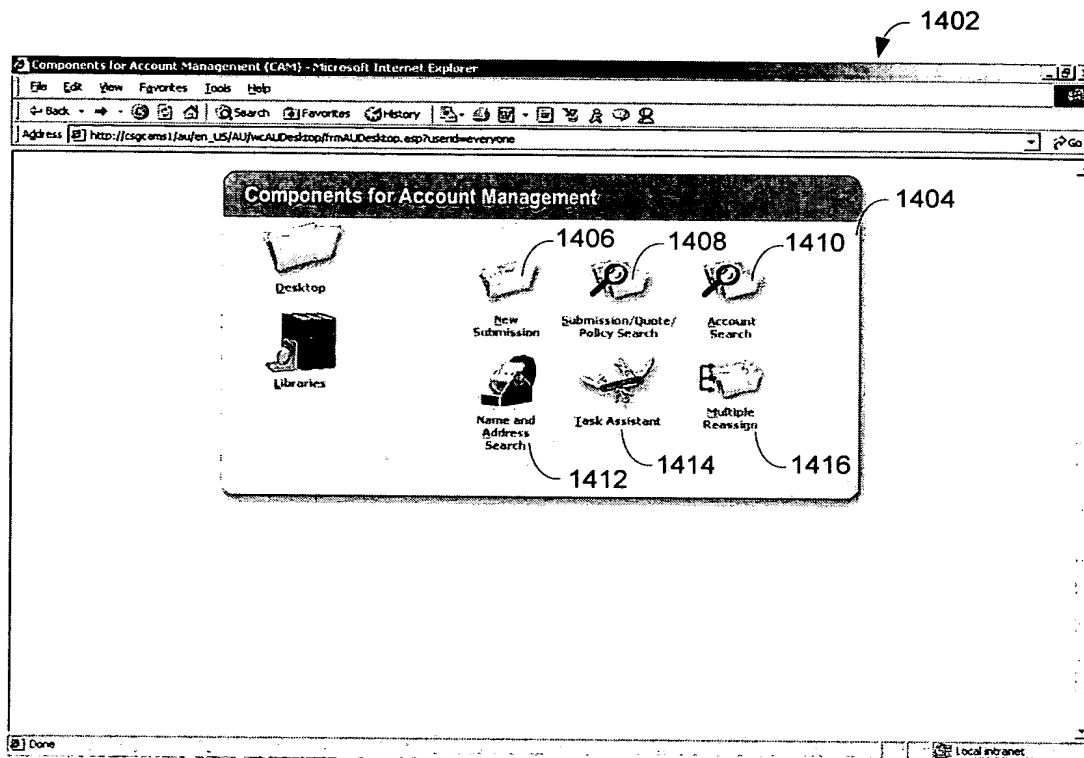 1402
Components for Account Management (CAM) - Microsoft Internet Explorer
File Edit View Favorites Tools Help
Back Search Favorites History
Address http://csgcams1/au/en_US/AU/wcAUDesktop/frmAUDesktop.asp?userid=everyone Go
Components for Account Management
1404
1406 1408 1410
Desktop
New Submission
Submission/Quote/ Policy Search
Account Search
Libraries
Name and Address Search
Task Assistant
Multiple Reassign
1412 1414 1416
Done Local intranet